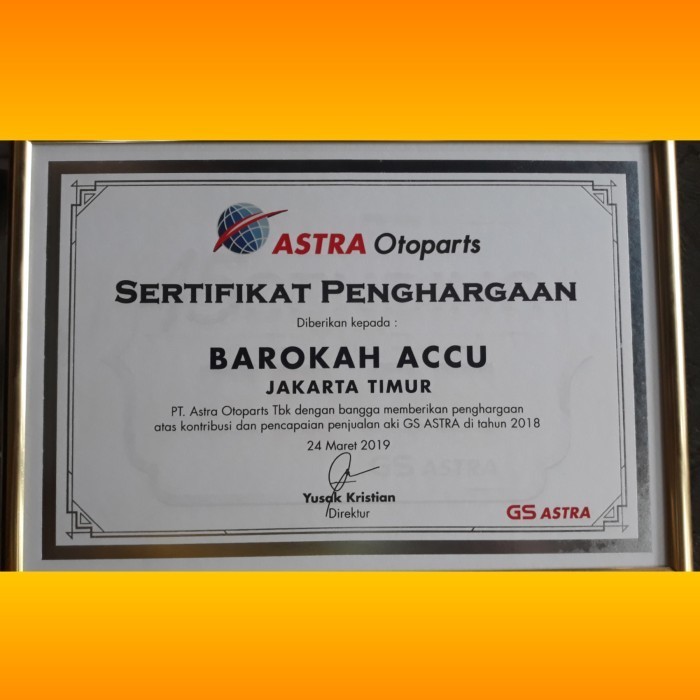 ASTRA Otoparts
SERTIFIKAT PENGHARGAAN
Diberikan kepada :
BAROKAH ACCU
JAKARTA TIMUR
PT. Astra Otoparts Tbk dengan bangga memberikan penghargaan
atas kontribusi dan pencapaian penjualan aki GS ASTRA di tahun 2018
24 Maret 2019
Yusak Kristian
Direktur
GS ASTRA